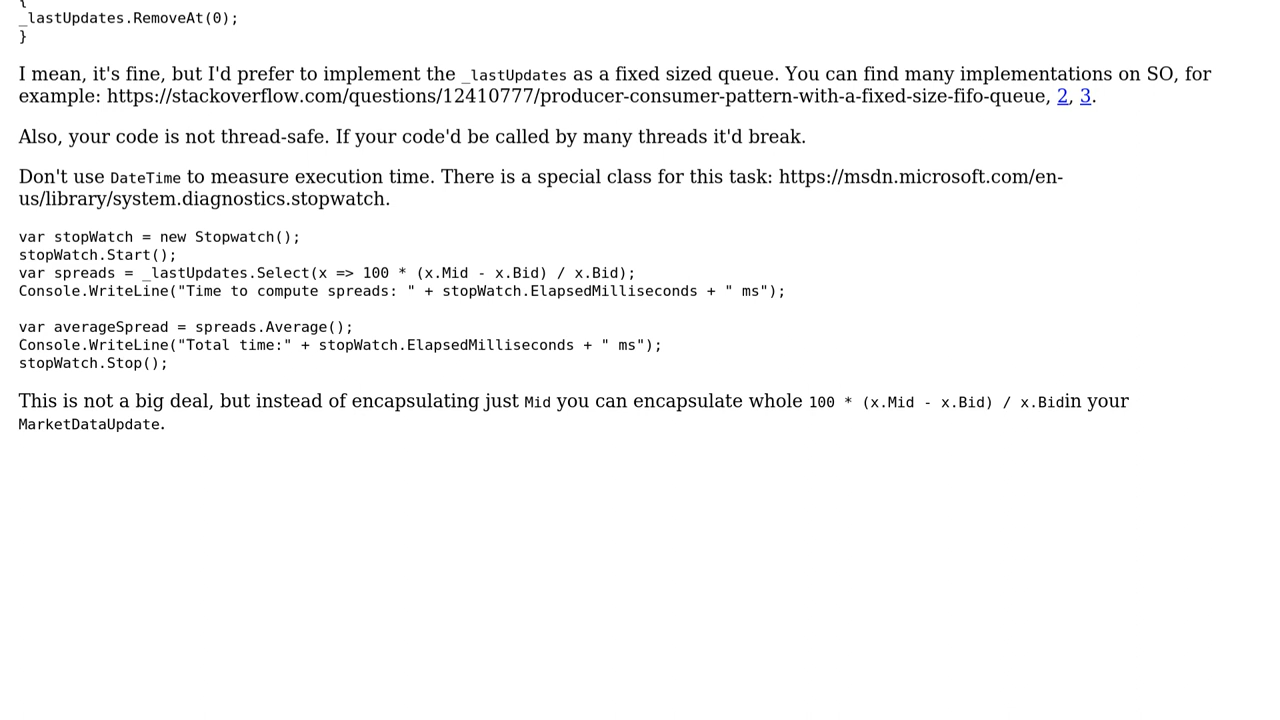 {
_lastUpdates.RemoveAt(0);
}
I mean, it's fine, but I'd prefer to implement the _lastUpdates as a fixed sized queue. You can find many implementations on SO, for
example: https://stackoverflow.com/questions/12410777/producer-consumer-pattern-with-a-fixed-size-fifo-queue, 2, 3.
Also, your code is not thread-safe. If your code'd be called by many threads it'd break.
Don't use DateTime to measure execution time. There is a special class for this task: https://msdn.microsoft.com/en-
us/library/system.diagnostics.stopwatch.
var stopWatch = new Stopwatch();
stopWatch.Start();
var spreads = _lastUpdates.Select(x => 100 * (x.Mid - x.Bid) / x.Bid);
Console.WriteLine("Time to compute spreads: " + stopWatch.ElapsedMilliseconds + " ms");
var averageSpread = spreads.Average();
Console.WriteLine("Total time:" + stopWatch.ElapsedMilliseconds + " ms");
stopWatch.Stop();
This is not a big deal, but instead of encapsulating just Mid you can encapsulate whole 100 * (x.Mid - x.Bid) / x.Bidin your
MarketDataUpdate.